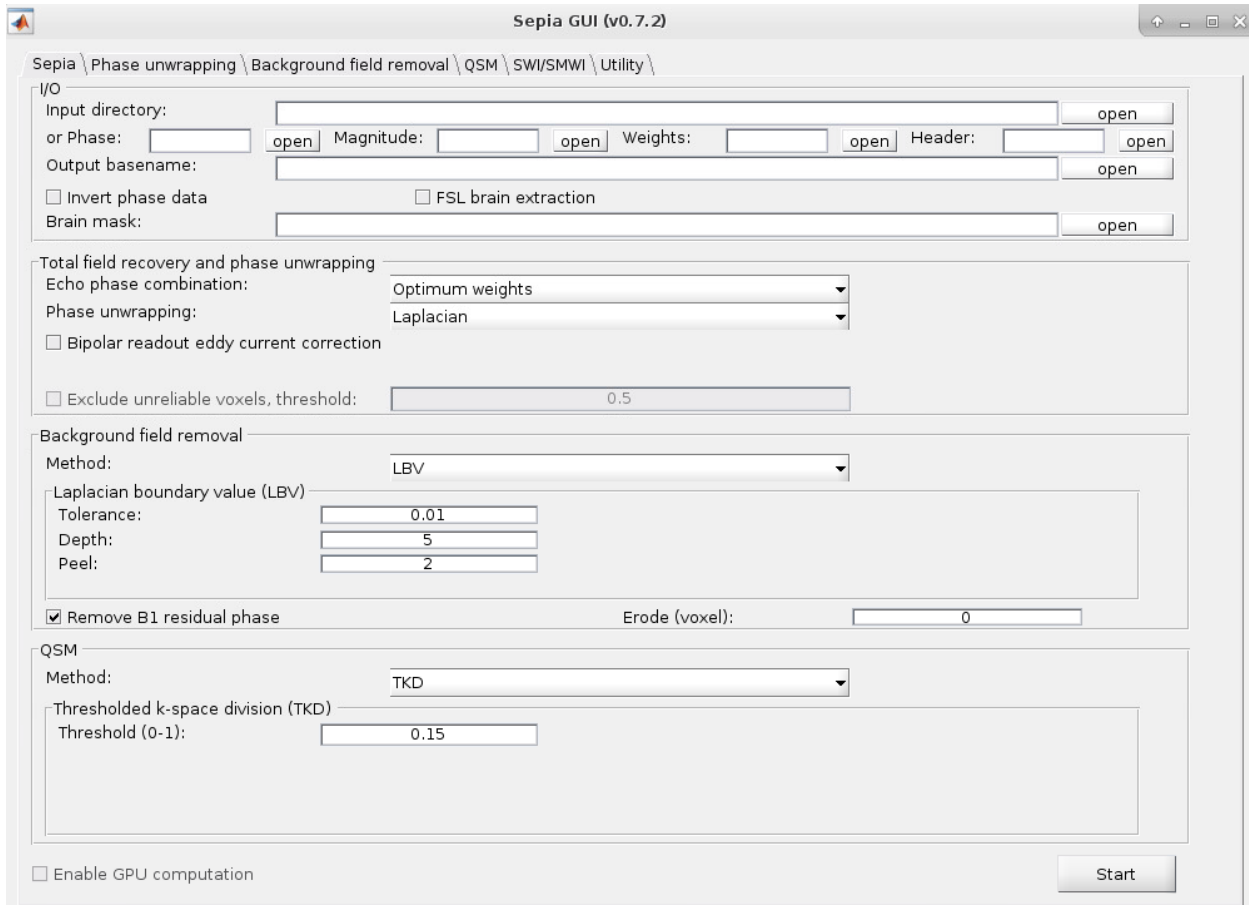 Sepia GUI (v0.7.2)
Sepia Phase unwrapping Background field removal QSM SWI/SMWI Utility
I/O
Input directory: open
or Phase: open Magnitude: open Weights: open Header: open
Output basename: open
Invert phase data FSL brain extraction
Brain mask: open
Total field recovery and phase unwrapping
Echo phase combination: Optimum weights
Phase unwrapping: Laplacian
Bipolar readout eddy current correction
Exclude unreliable voxels, threshold: 0.5
Background field removal
Method: LBV
Laplacian boundary value (LBV)
Tolerance: 0.01
Depth: 5
Peel: 2
Remove B1 residual phase Erode (voxel): 0
QSM
Method: TKD
Thresholded k-space division (TKD)
Threshold (0-1): 0.15
Enable GPU computation Start